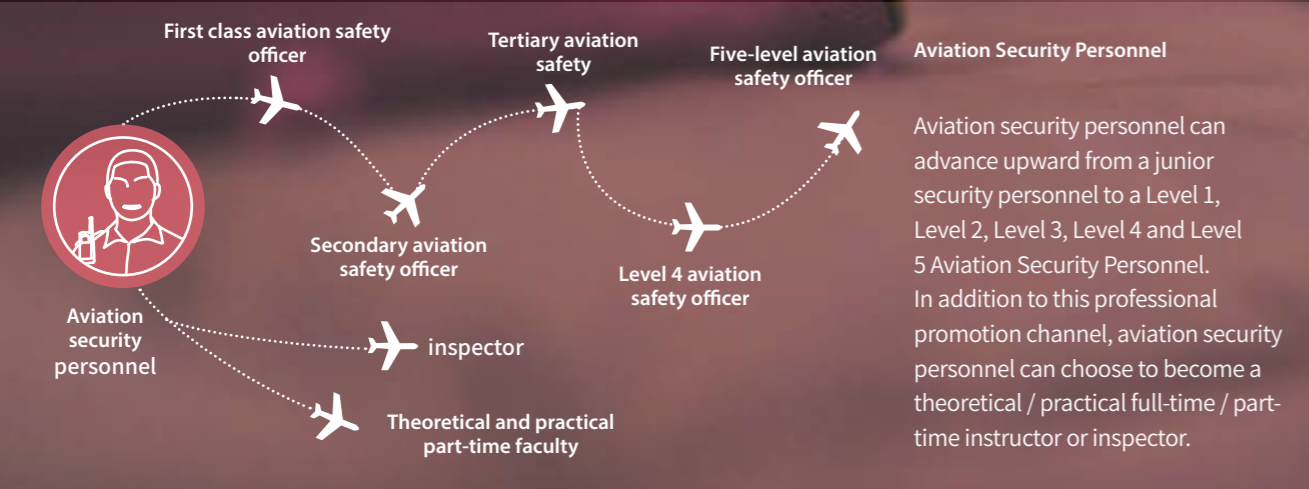 First class aviation safety
officer
Tertiary aviation
safety
Five-level aviation
safety officer
Secondary aviation
safety officer
Level 4 aviation
safety officer
Aviation
security
personnel
inspector
Theoretical and practical
part-time faculty
Aviation Security Personnel
Aviation security personnel can
advance upward from a junior
security personnel to a Level 1,
Level 2, Level 3, Level 4 and Level
5 Aviation Security Personnel.
In addition to this professional
promotion channel, aviation security
personnel can choose to become a
theoretical / practical full-time / part-
time instructor or inspector.